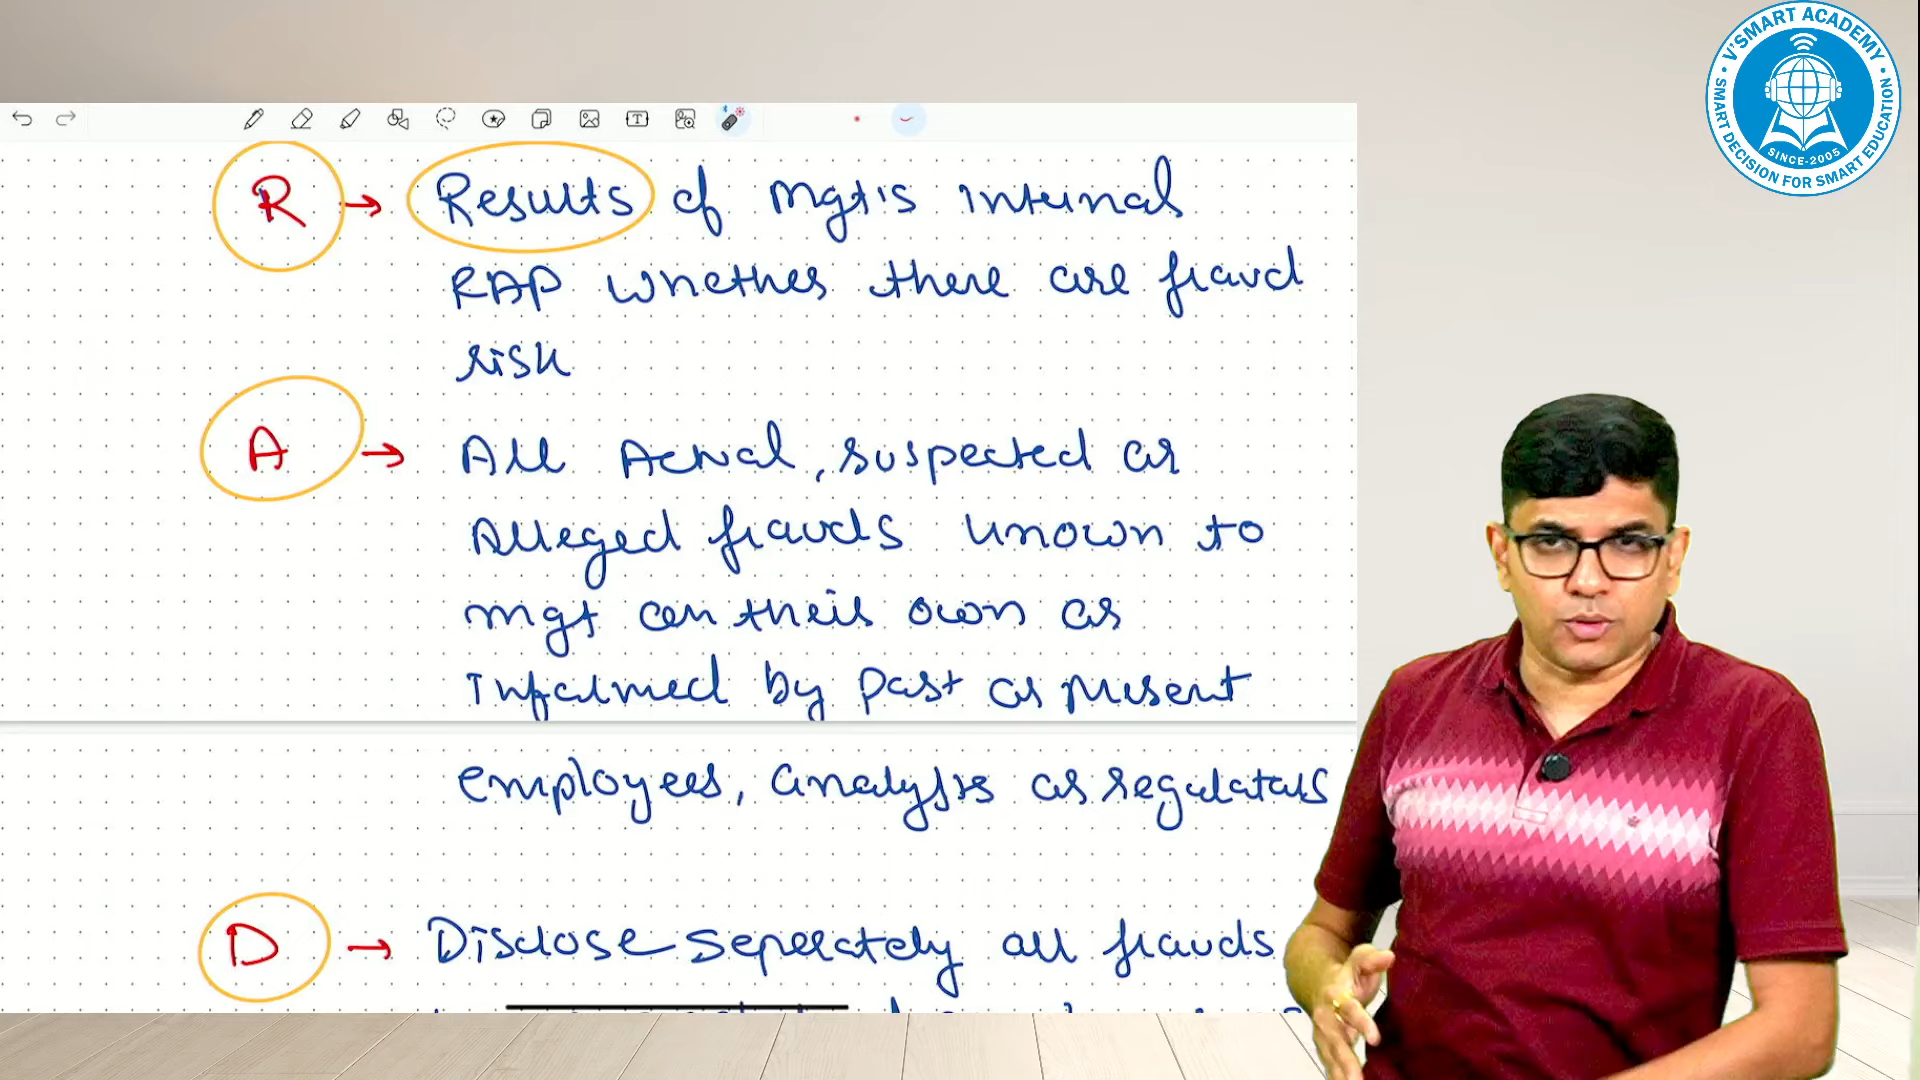 V'SMART ACADEMY
SMART DECISION FOR SMART EDUCATION
SINCE-2005
R → Results of mgt's internal
RAP whether there are fraud
risk
A → All Actual, suspected or
Alleged frauds known to
mgt on their own or
Informed by past or present
employees, analysts or regulators
D → Disclose seperately all frauds